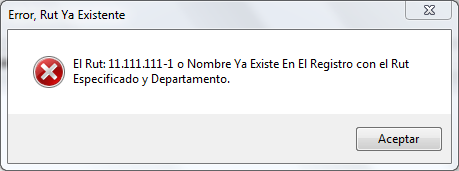 Error, Rut Ya Existente
El Rut: 11.111.111-1 o Nombre Ya Existe En El Registro con el Rut
Especificado y Departamento.
Aceptar